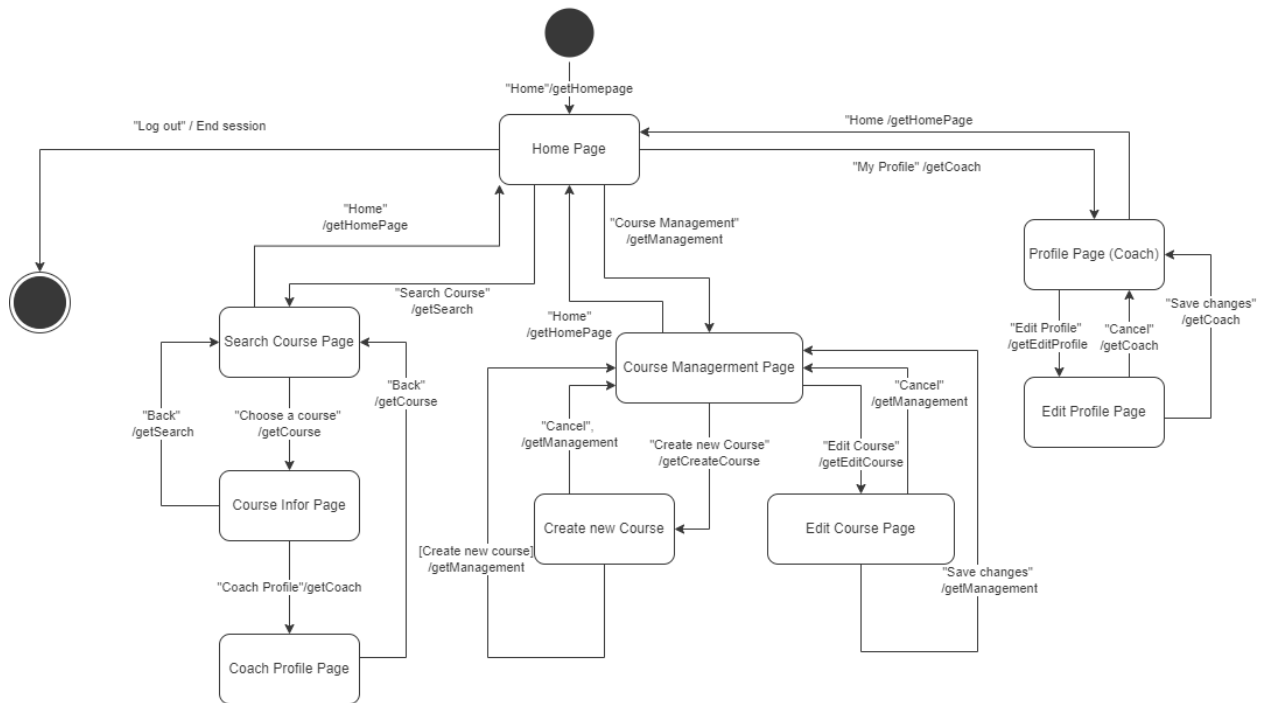 "Home"/getHomepage
"Log out" / End session
Home Page
"Home /getHomePage
"My Profile" /getCoach
"Home"
/getHomePage
"Course Management"
/getManagement
Profile Page (Coach)
"Search Course"
/getSearch
"Home"
/getHomePage
"Edit Profile"
/getEditProfile
"Cancel"
/getCoach
"Save changes"
/getCoach
Search Course Page
Course Managerment Page
Edit Profile Page
"Back"
/getSearch
"Choose a course"
/getCourse
"Back"
/getCourse
"Cancel",
/getManagement
"Create new Course"
/getCreateCourse
"Edit Course"
/getEditCourse
"Cancel"
/getManagement
Course Infor Page
Create new Course
Edit Course Page
[Create new course]
/getManagement
"Save changes"
/getManagement
"Coach Profile"/getCoach
Coach Profile Page